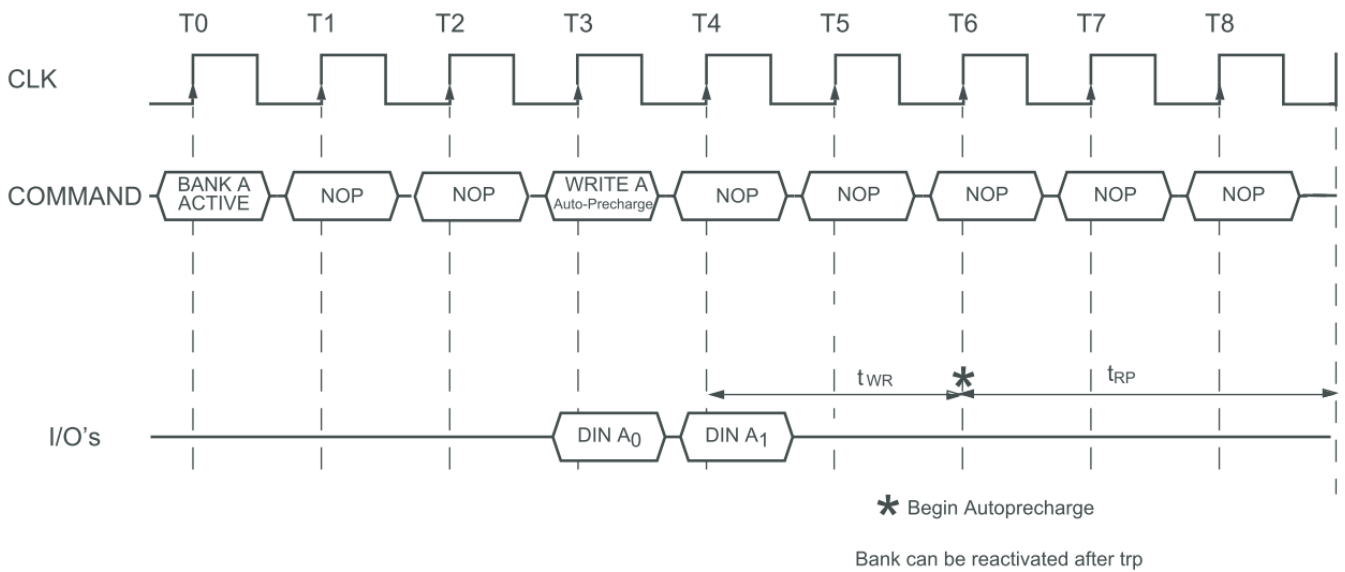 T0 T1 T2 T3 T4 T5 T6 T7 T8
CLK
COMMAND
BANK A
ACTIVE
NOP
NOP
WRITE A
Auto-Precharge
NOP
NOP
NOP
NOP
NOP
tWR
*
tRP
I/O's
DIN A0
DIN A1
* Begin Autoprecharge
Bank can be reactivated after trp